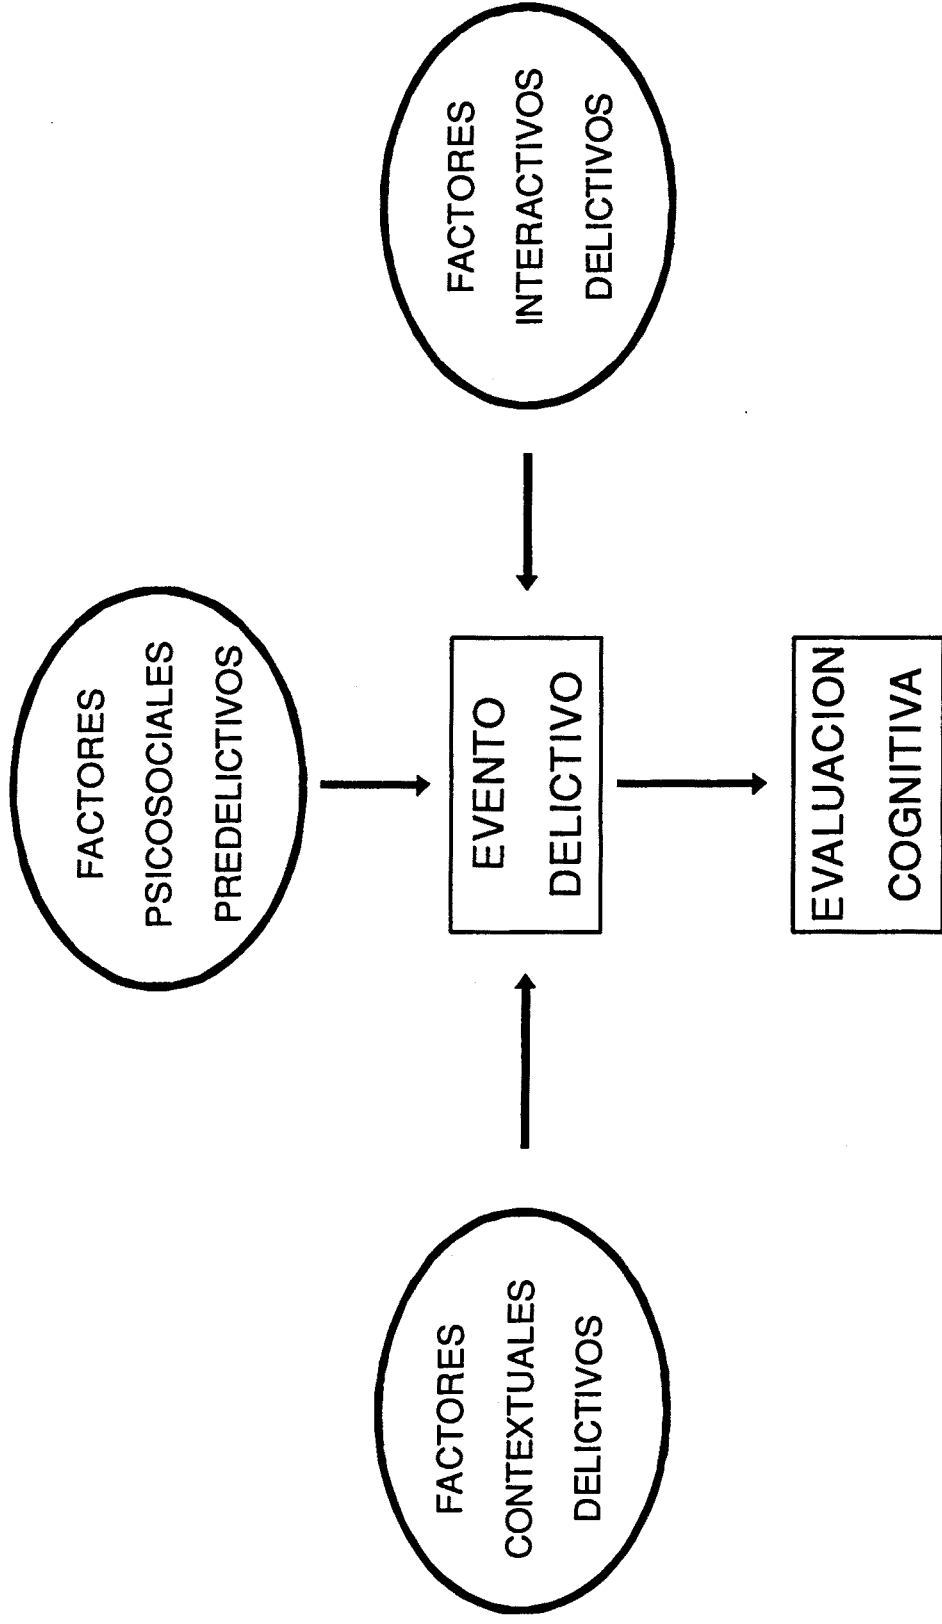 FACTORES
PSICOSOCIALES
PREDELICTIVOS
FACTORES
CONTEXTUALES
DELICTIVOS
EVENTO
DELICTIVO
FACTORES
INTERACTIVOS
DELICTIVOS
EVALUACION
COGNITIVA